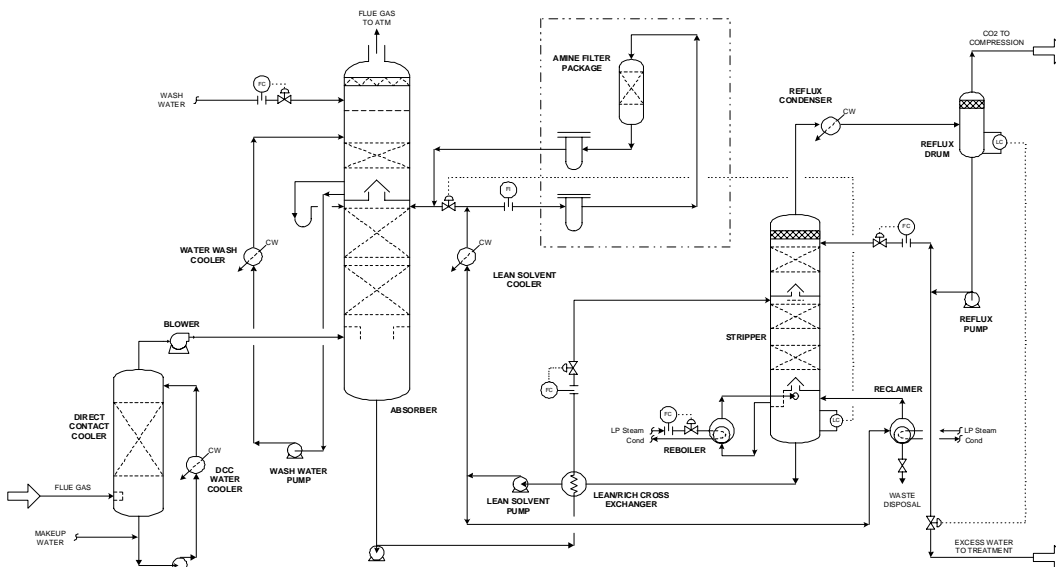 FLUE GAS
TO ATM
CO2 TO
COMPRESSION
AMINE FILTER
PACKAGE
FC
WASH
WATER
REFLUX
CONDENSER
CW
REFLUX
DRUM
LC
FI
FC
WATER WASH
COOLER
CW
CW
LEAN SOLVENT
COOLER
BLOWER
STRIPPER
REFLUX
PUMP
FC
DIRECT
CONTACT
COOLER
ABSORBER
RECLAIMER
FC
LC
LP Steam
Cond
REBOILER
LP Steam
Cond
CW
DCC
WATER
COOLER
WASH WATER
PUMP
FLUE GAS
LEAN SOLVENT
PUMP
LEAN/RICH CROSS
EXCHANGER
WASTE
DISPOSAL
MAKEUP
WATER
EXCESS WATER
TO TREATMENT